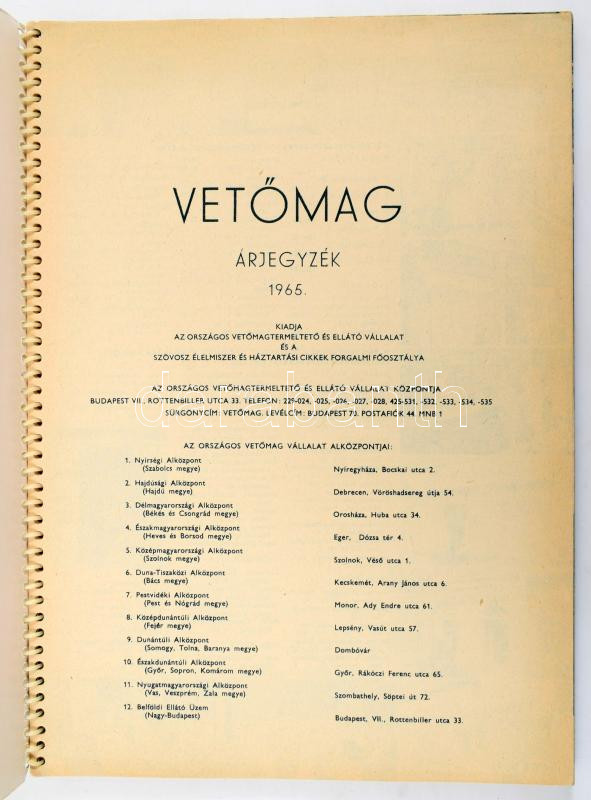 VETŐMAG
ÁRJEGYZÉK
1965.
KIADJA
AZ ORSZÁGOS VETŐMAGTERMELTETŐ ÉS ELLÁTÓ VÁLLALAT
ÉS A
SZÖVOSZ ÉLELMISZER ÉS HÁZTARTÁSI CIKKEK FORGALMI FŐOSZTÁLYA
AZ ORSZÁGOS VETŐMAGTERMELTETŐ ÉS ELLÁTÓ VÁLLALAT KÖZPONTJA
BUDAPEST VII., ROTTENBILLER UTCA 33. TELEFON: 229-024, -025, -026, -027, -028, 425-531, -532, -533, -534, -535
SÜRGÖNYCÍM: VETŐMAG. LEVÉLCÍM: BUDAPEST 70. POSTAFIÓK 44. MNB 1
darabanth
AZ ORSZÁGOS VETŐMAG VÁLLALAT ALKÖZPONTJAI:
1. Nyírségi Alközpont
(Szabolcs megye) Nyíregyháza, Bocskai utca 2.
2. Hajdúsági Alközpont
(Hajdú megye) Debrecen, Vöröshadsereg útja 54.
3. Délmagyarországi Alközpont
(Békés és Csongrád megye) Orosháza, Huba utca 34.
4. Északmagyarországi Alközpont
(Heves és Borsod megye) Eger, Dózsa tér 4.
5. Középmagyarországi Alközpont
(Szolnok megye) Szolnok, Véső utca 1.
6. Duna-Tiszaközi Alközpont
(Bács megye) Kecskemét, Arany János utca 6.
7. Pestvidéki Alközpont
(Pest és Nógrád megye) Monor, Ady Endre utca 61.
8. Középdunántúli Alközpont
(Fejér megye) Lepsény, Vasút utca 57.
9. Dunántúli Alközpont
(Somogy, Tolna, Baranya megye) Dombóvár
10. Északdunántúli Alközpont
(Győr, Sopron, Komárom megye) Győr, Rákóczi Ferenc utca 65.
11. Nyugatmagyarországi Alközpont
(Vas, Veszprém, Zala megye) Szombathely, Söptei út 72.
12. Belföldi Ellátó Üzem
(Nagy-Budapest) Budapest, VII., Rottenbiller utca 33.